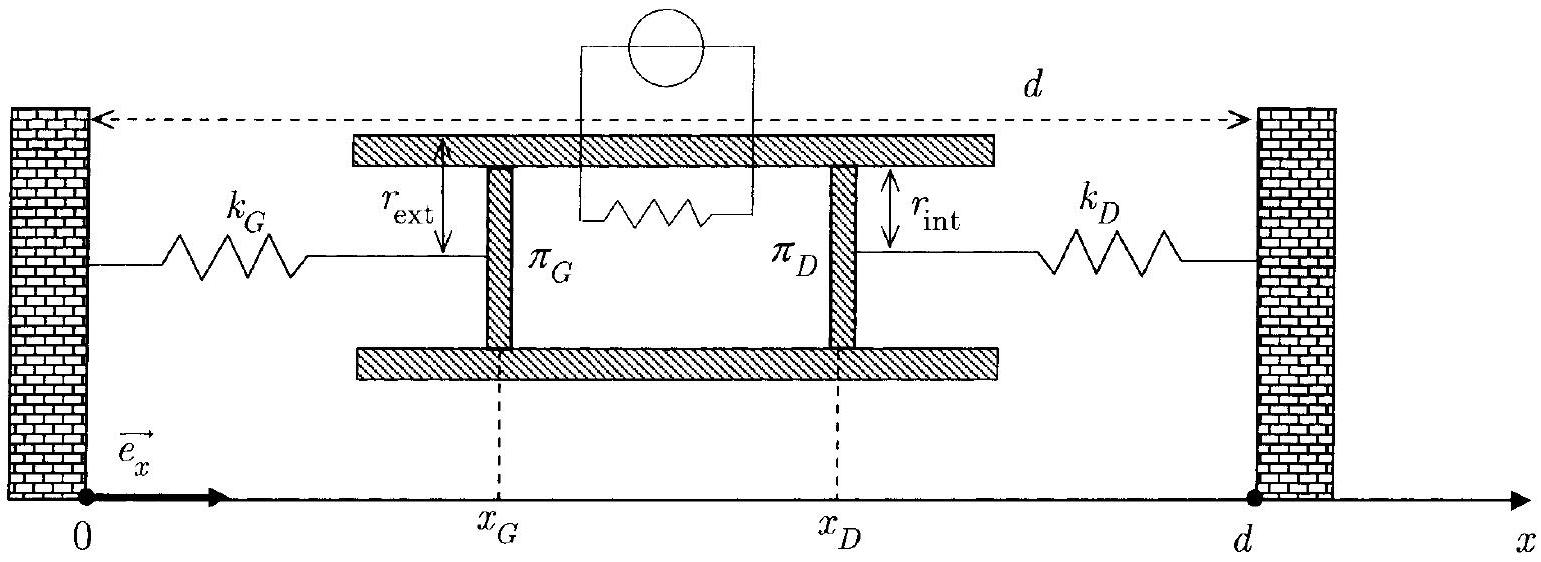 d
k_G
r_ext
π_G
π_D
r_int
k_D
e_x
0
x_G
x_D
d
x